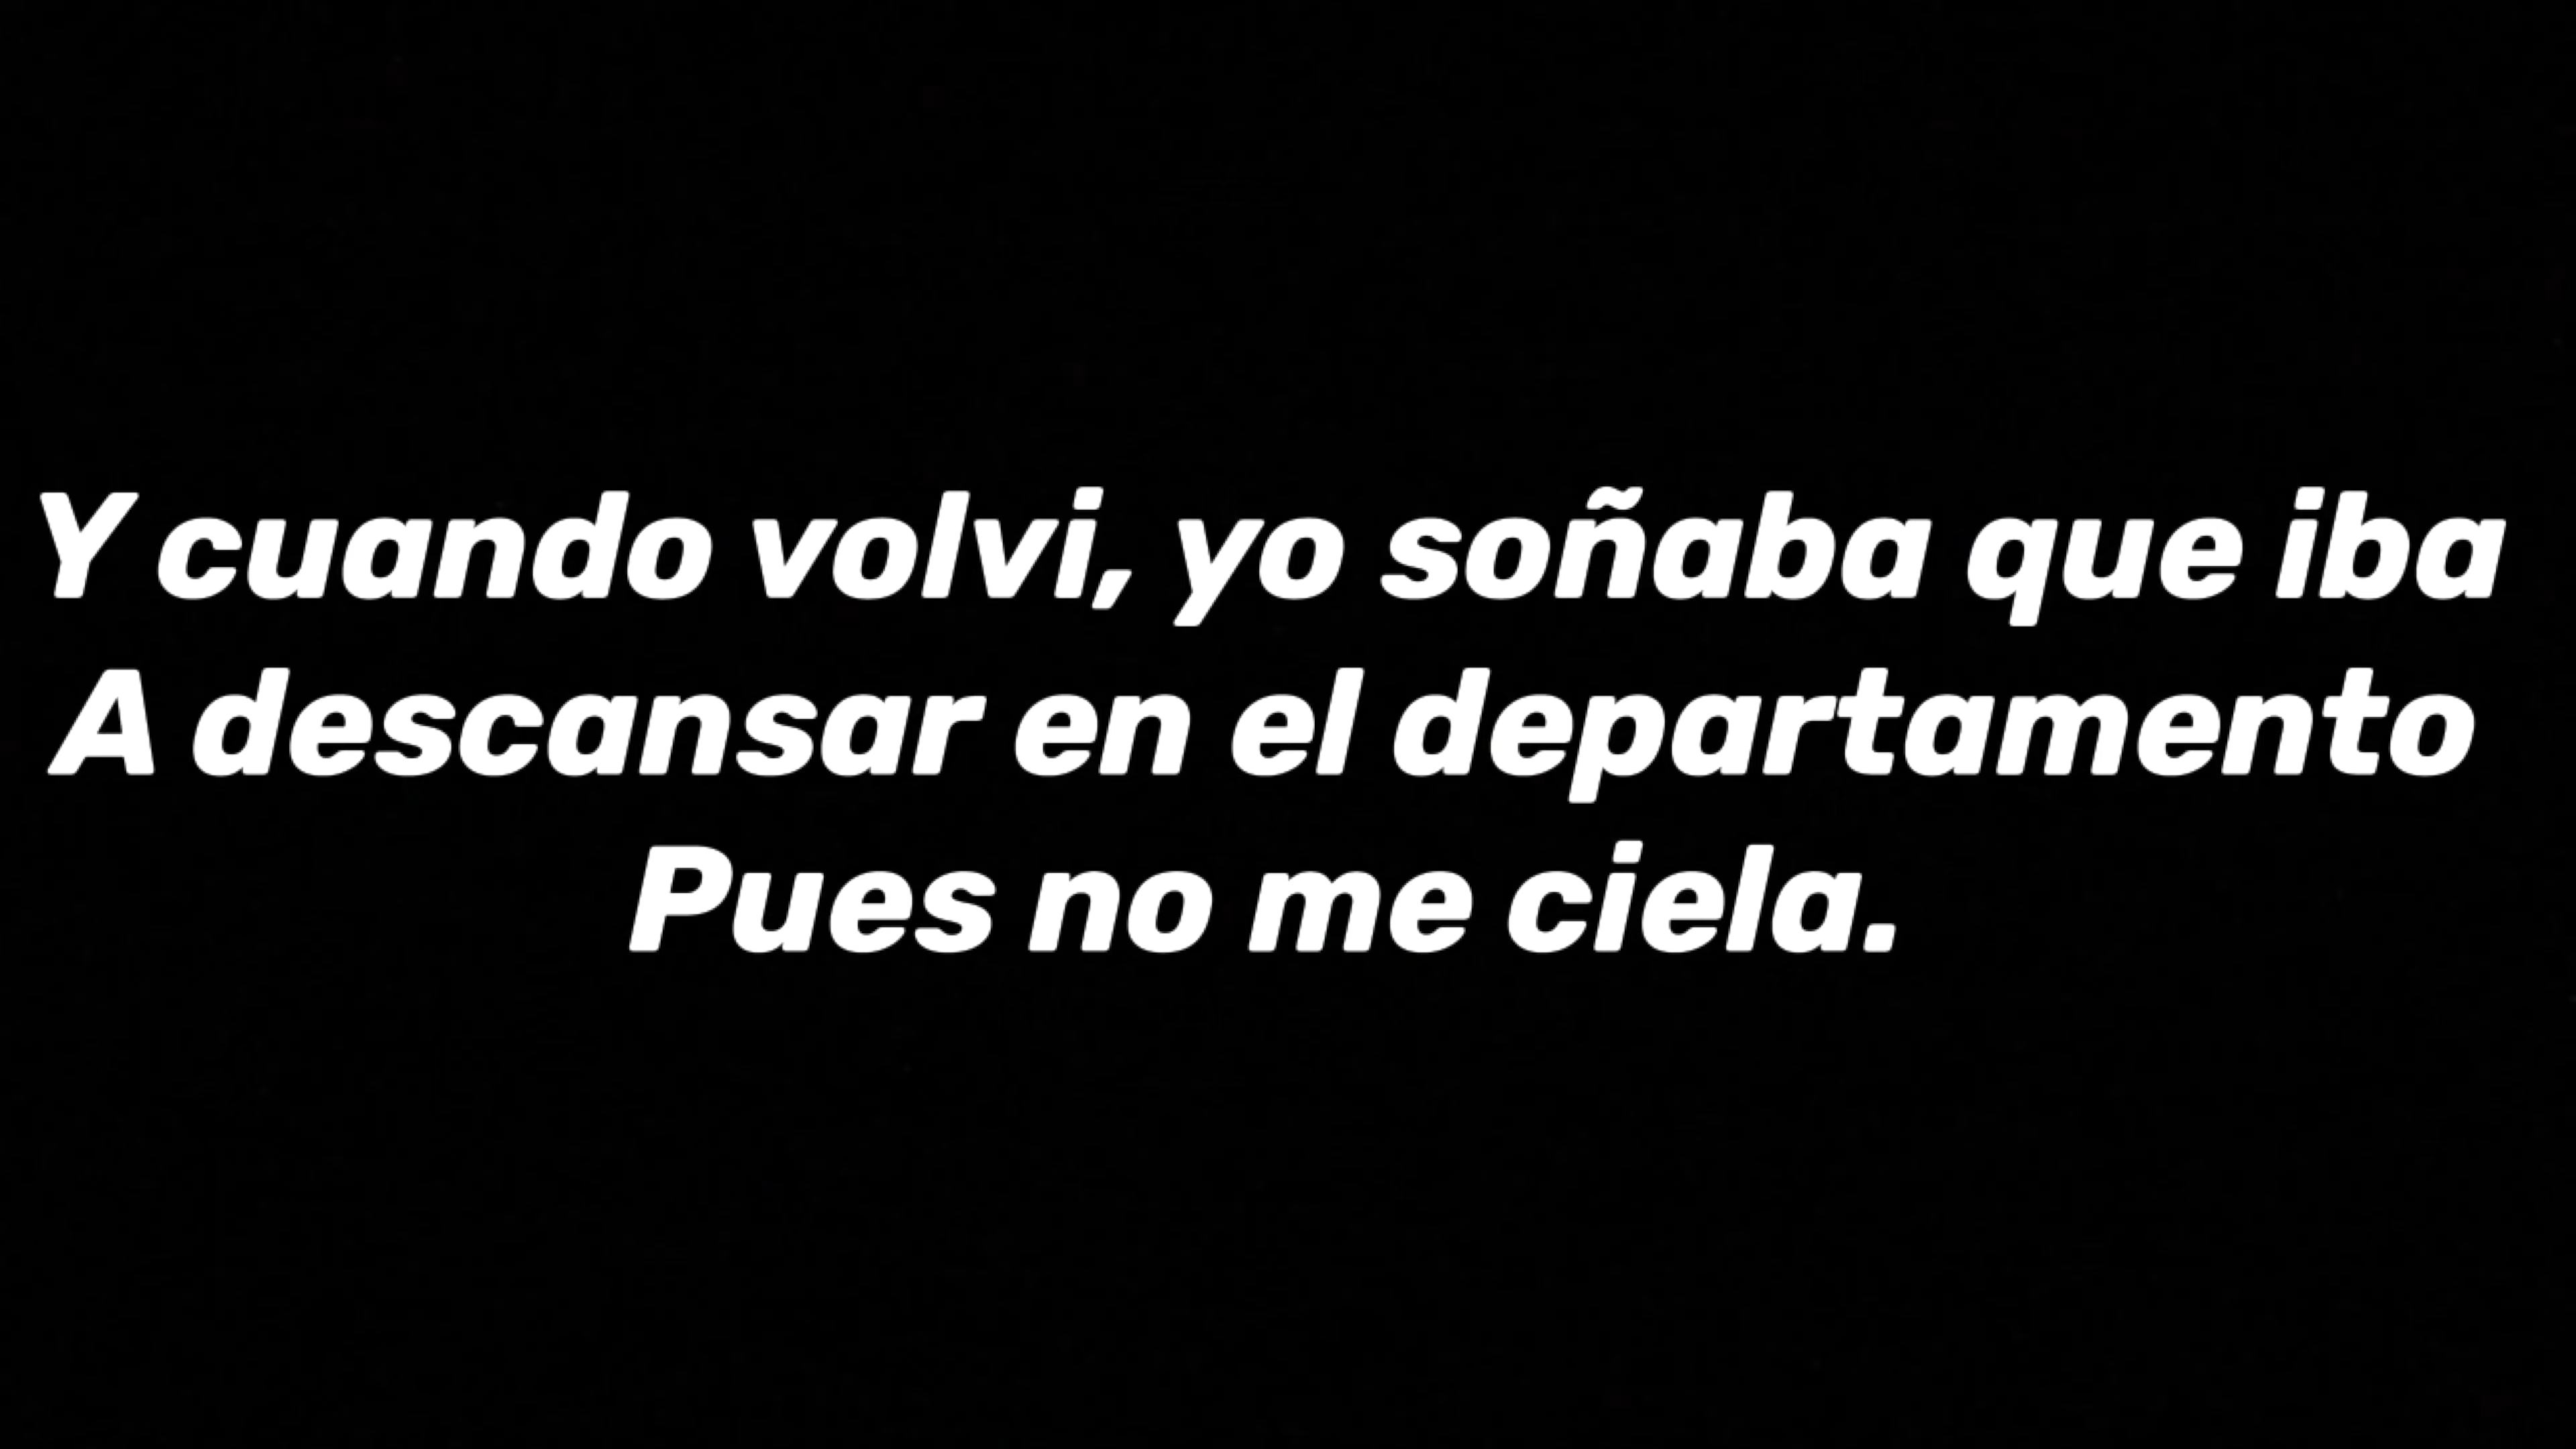 Y cuando volvi, yo soñaba que iba
A descansar en el departamento
Pues no me ciela.